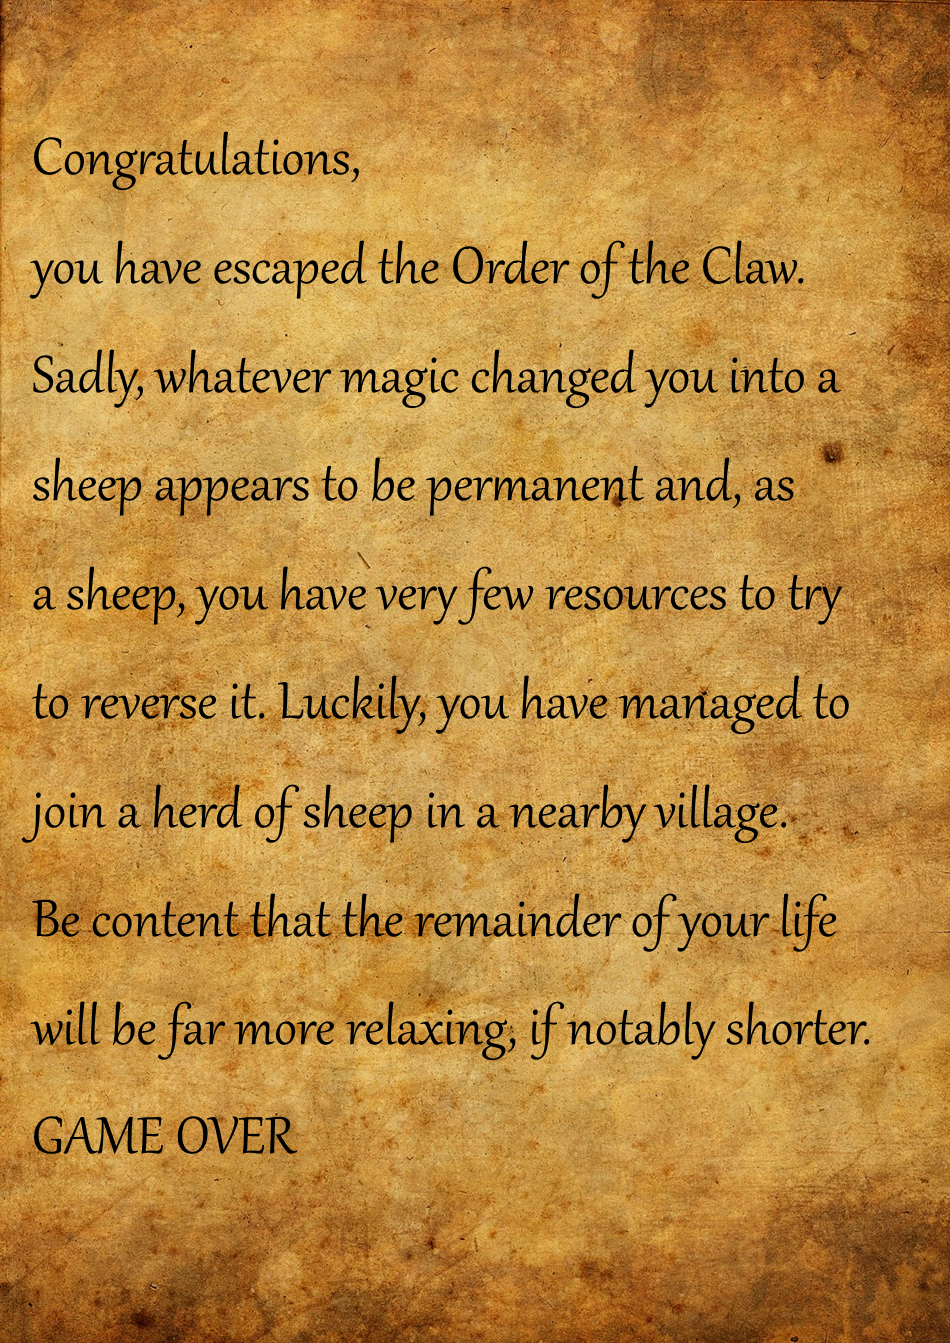 Congratulations,
you have escaped the Order of the Claw.
Sadly, whatever magic changed you into a
sheep appears to be permanent and, as
a sheep, you have very few resources to try
to reverse it. Luckily, you have managed to
join a herd of sheep in a nearby village.
Be content that the remainder of your life
will be far more relaxing, if notably shorter.
GAME OVER